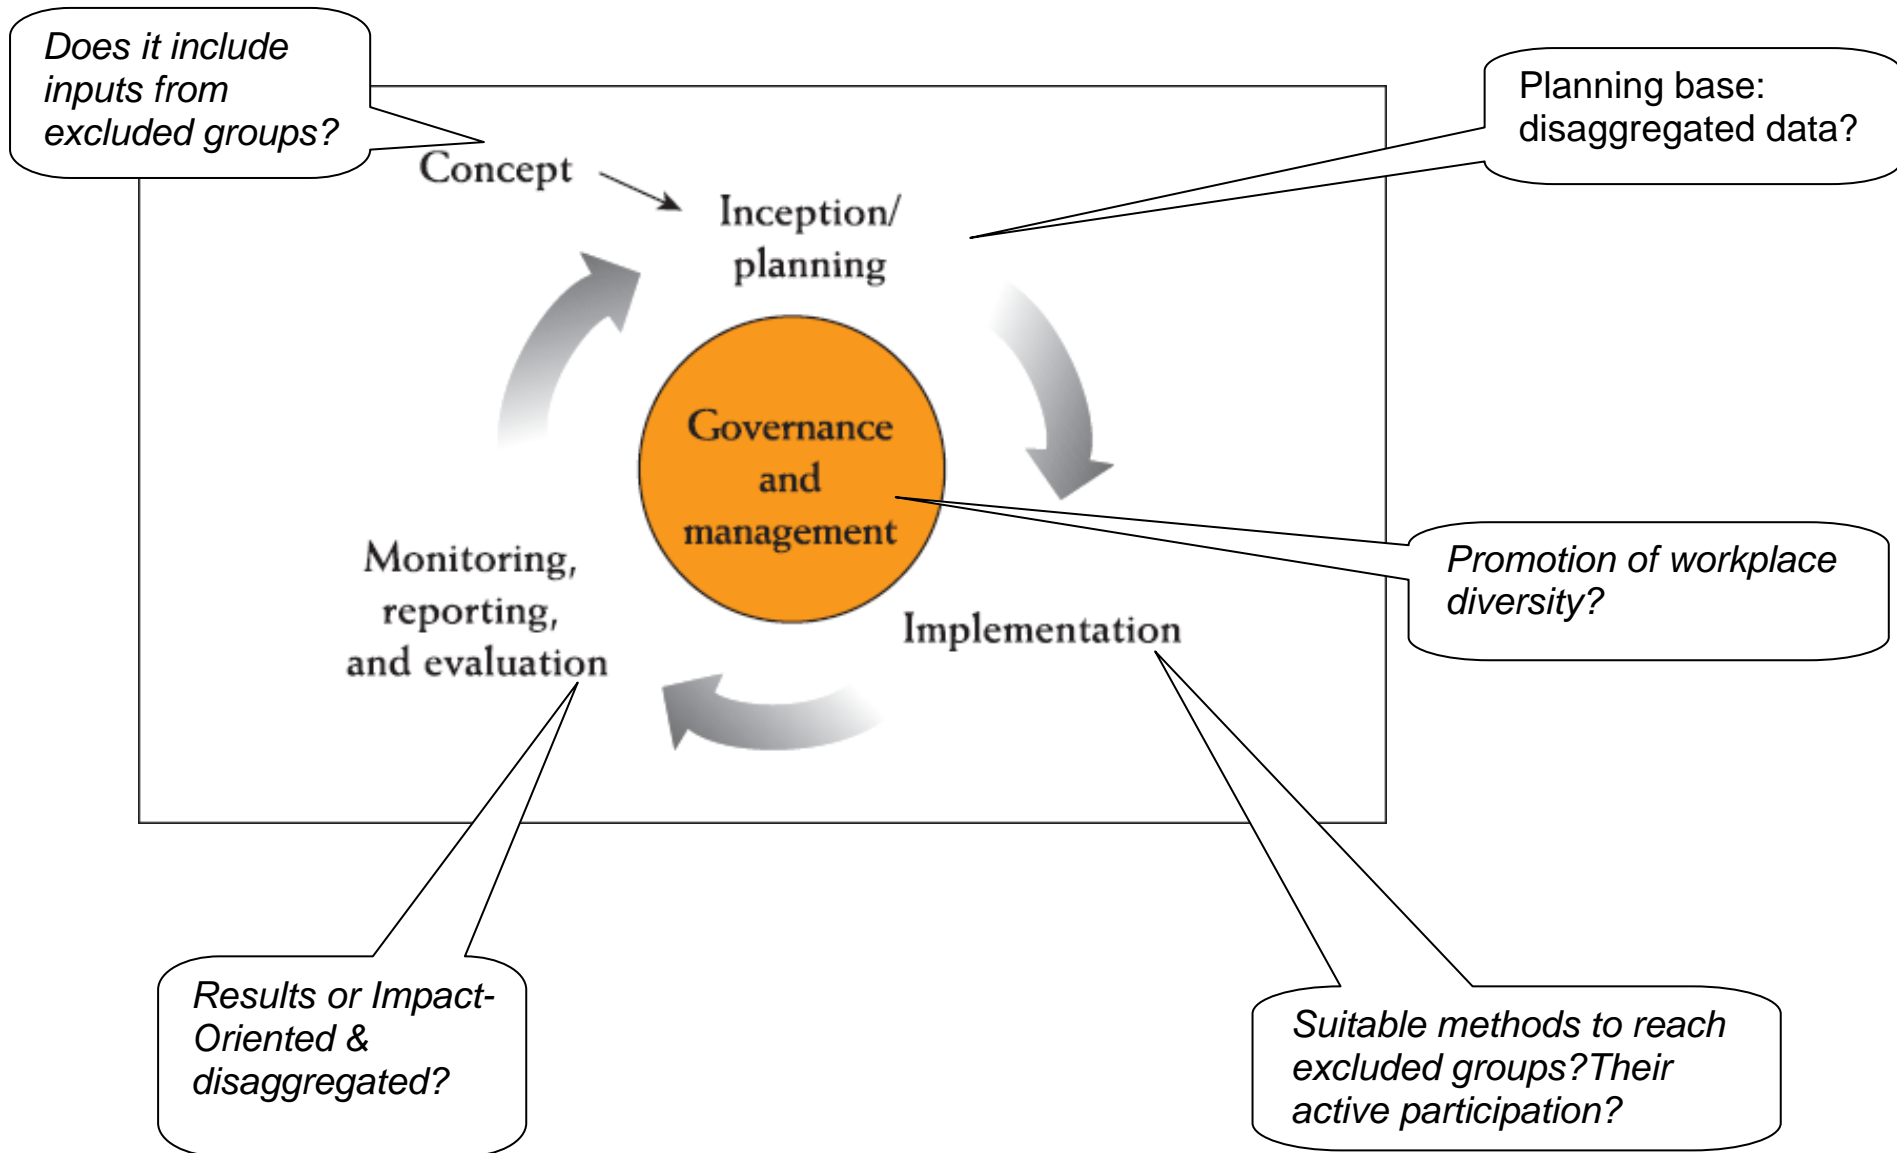 Does it include
inputs from
excluded groups?
Planning base:
disaggregated data?
Concept
Inception/
planning
Governance
and
management
Promotion of workplace
diversity?
Monitoring,
reporting,
and evaluation
Implementation
Results or Impact-
Oriented &
disaggregated?
Suitable methods to reach
excluded groups?Their
active participation?